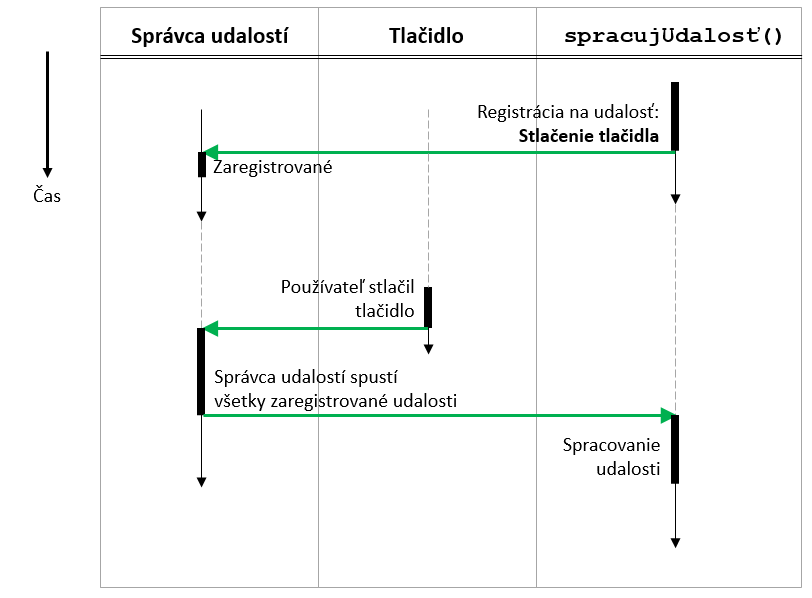 Správca udalostí
Tlačidlo
spracujUdalosť()
Registrácia na udalosť:
Stlačenie tlačidla
Zaregistrované
Čas
Používateľ stlačil
tlačidlo
Správca udalostí spustí
všetky zaregistrované udalosti
Spracovanie
udalosti